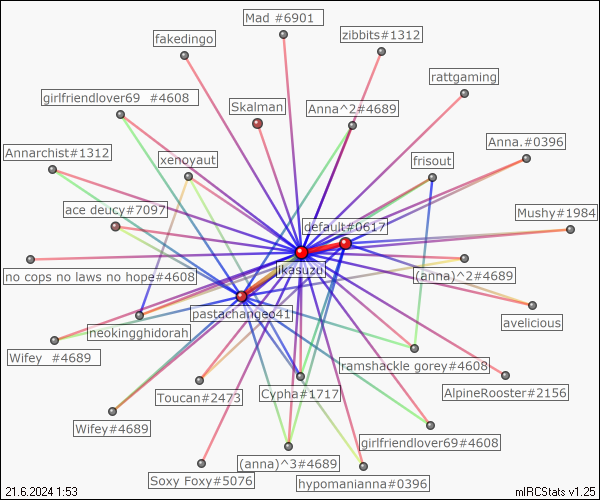 Mad #6901
fakedingo
zibbits#1312
rattgaming
girlfriendlover69  #4608
Skalman
Anna^2#4689
Annarchist#1312
xenoyaut
frisout
Anna.#0396
ace deucy#7097
default#0617
Mushy#1984
no cops no laws no hope#4608
ikasuzu
(anna)^2#4689
pastachangeo41
avelicious
neokingghidorah
Wifey  #4689
ramshackle gorey#4608
Toucan#2473
Cypha#1717
AlpineRooster#2156
Wifey#4689
girlfriendlover69#4608
(anna)^3#4689
Soxy Foxy#5076
hypomanianna#0396
21.6.2024 1:53
mIRCStats v1.25